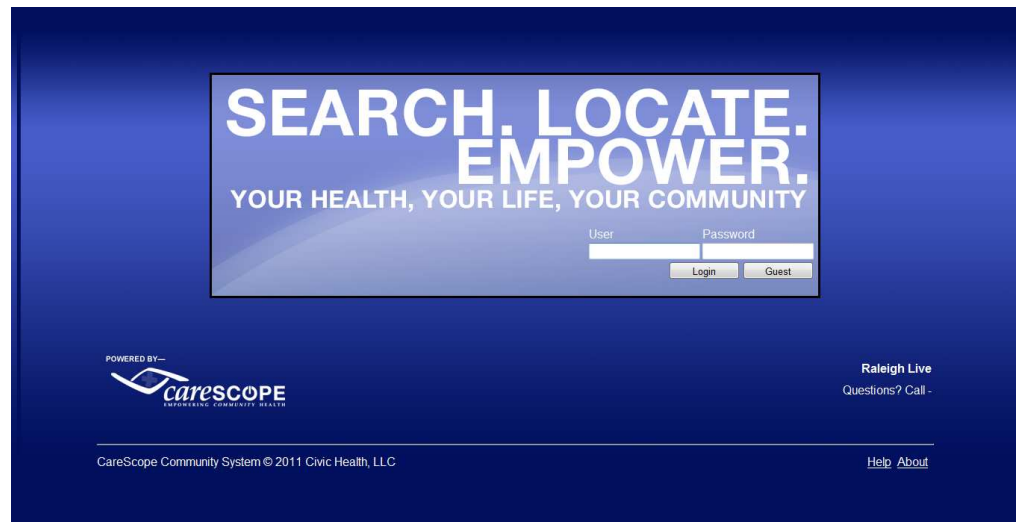 SEARCH. LOCATE.
EMPOWER.
YOUR HEALTH, YOUR LIFE, YOUR COMMUNITY
User Password
Login Guest
POWERED BY—
careSCOPE
EMPOWERING COMMUNITY HEALTH
Raleigh Live
Questions? Call -
CareScope Community System © 2011 Civic Health, LLC
Help About